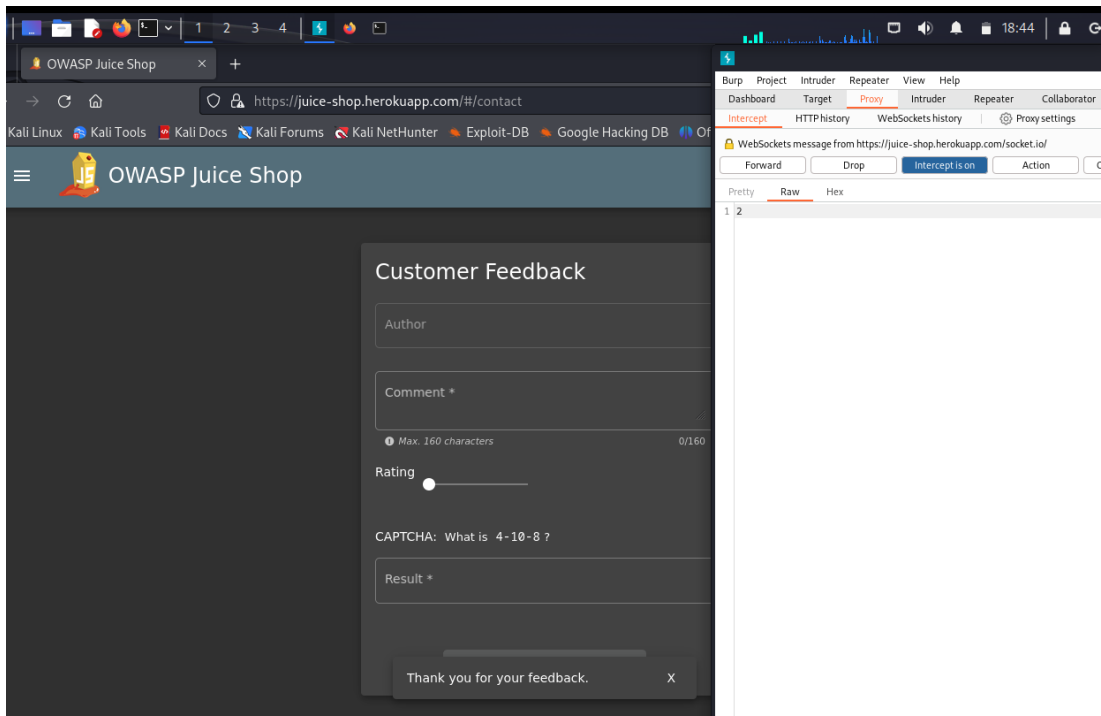 1 2 3 4
18:44
OWASP Juice Shop
https://juice-shop.herokuapp.com/#/contact
Kali Linux Kali Tools Kali Docs Kali Forums Kali NetHunter Exploit-DB Google Hacking DB Of
JS OWASP Juice Shop
Customer Feedback
Author
Comment *
Max. 160 characters 0/160
Rating
CAPTCHA: What is 4-10-8 ?
Result *
Thank you for your feedback. X
Burp Project Intruder Repeater View Help
Dashboard Target Proxy Intruder Repeater Collaborator
Intercept HTTP history WebSockets history Proxy settings
WebSockets message from https://juice-shop.herokuapp.com/socket.io/
Forward Drop Intercept is on Action
Pretty Raw Hex
1 2